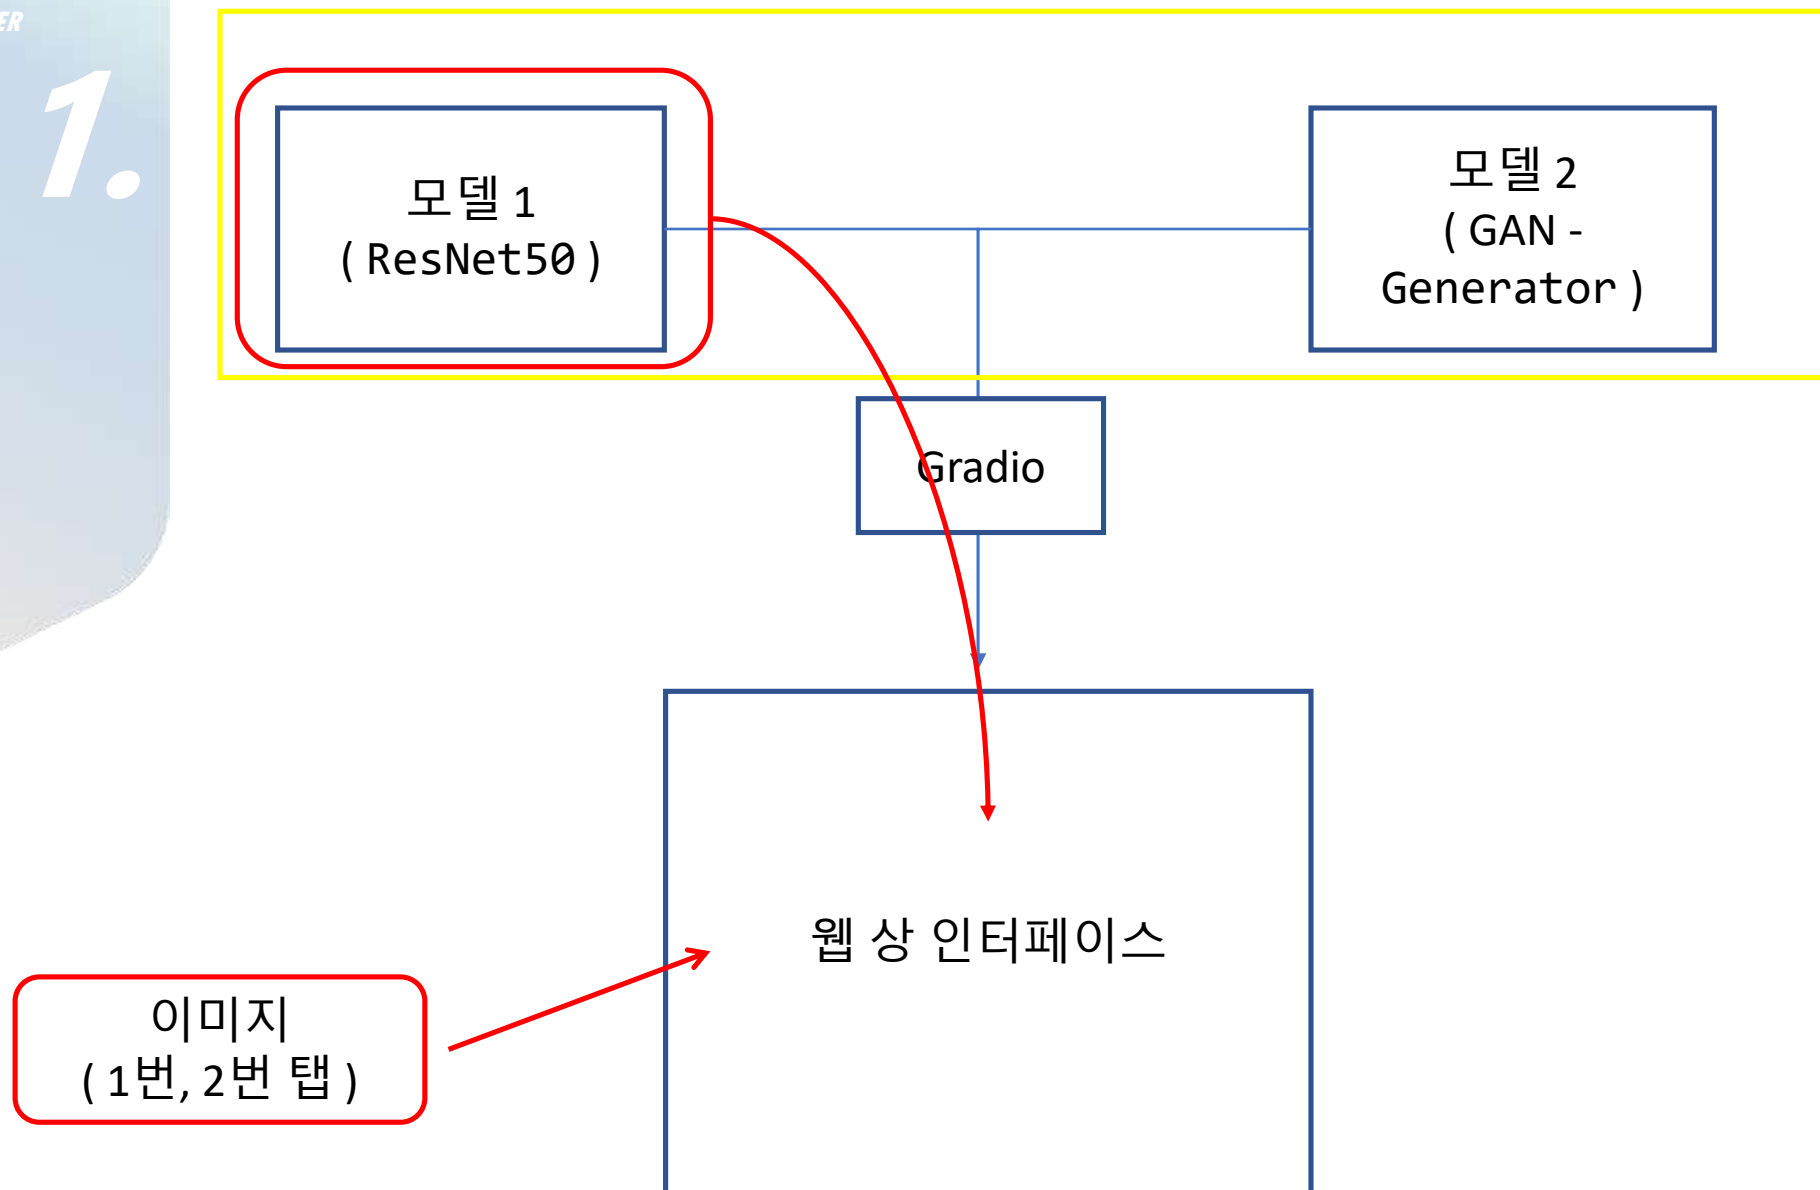 ER
1.
모델 1
( ResNet50 )
모델 2
( GAN -
Generator )
Gradio
웹 상 인터페이스
이미지
( 1번, 2번 탭 )